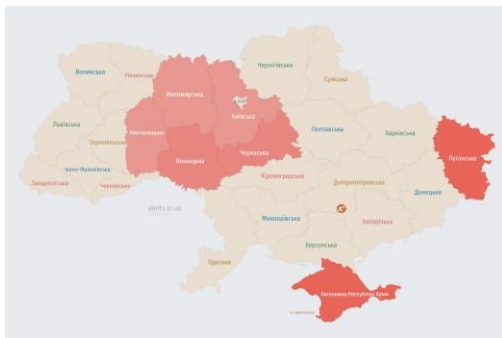 Чернігівська
Волинська
Рівненська
Сумська
Житомирська
Київська
Львівська
Хмельницька
Тернопільська
Полтавська
Харківська
Черкаська
Луганська
Вінницька
Івано-Франківська
Кіровоградська
Закарпатська
Чернівецька
Дніпропетровська
Донецька
alerts.in.ua
Миколаївська
Запорізька
Херсонська
Одеська
Автономна Республіка Крим